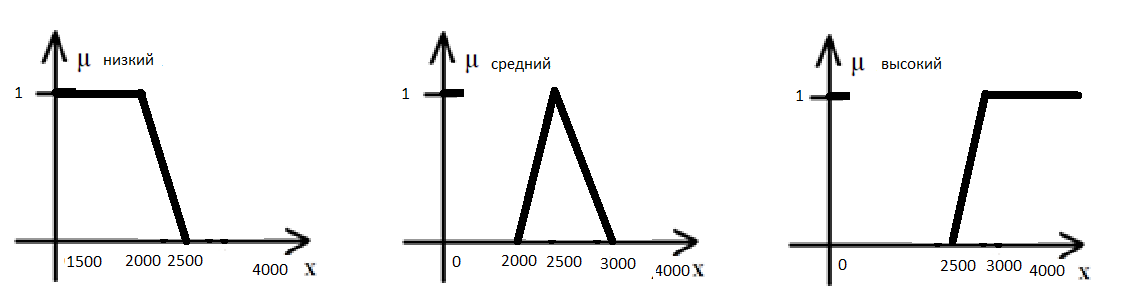 μ низкий
1
1500 2000 2500 4000 x
μ средний
1
0 2000 2500 3000 4000 x
μ высокий
1
0 2500 3000 4000 x